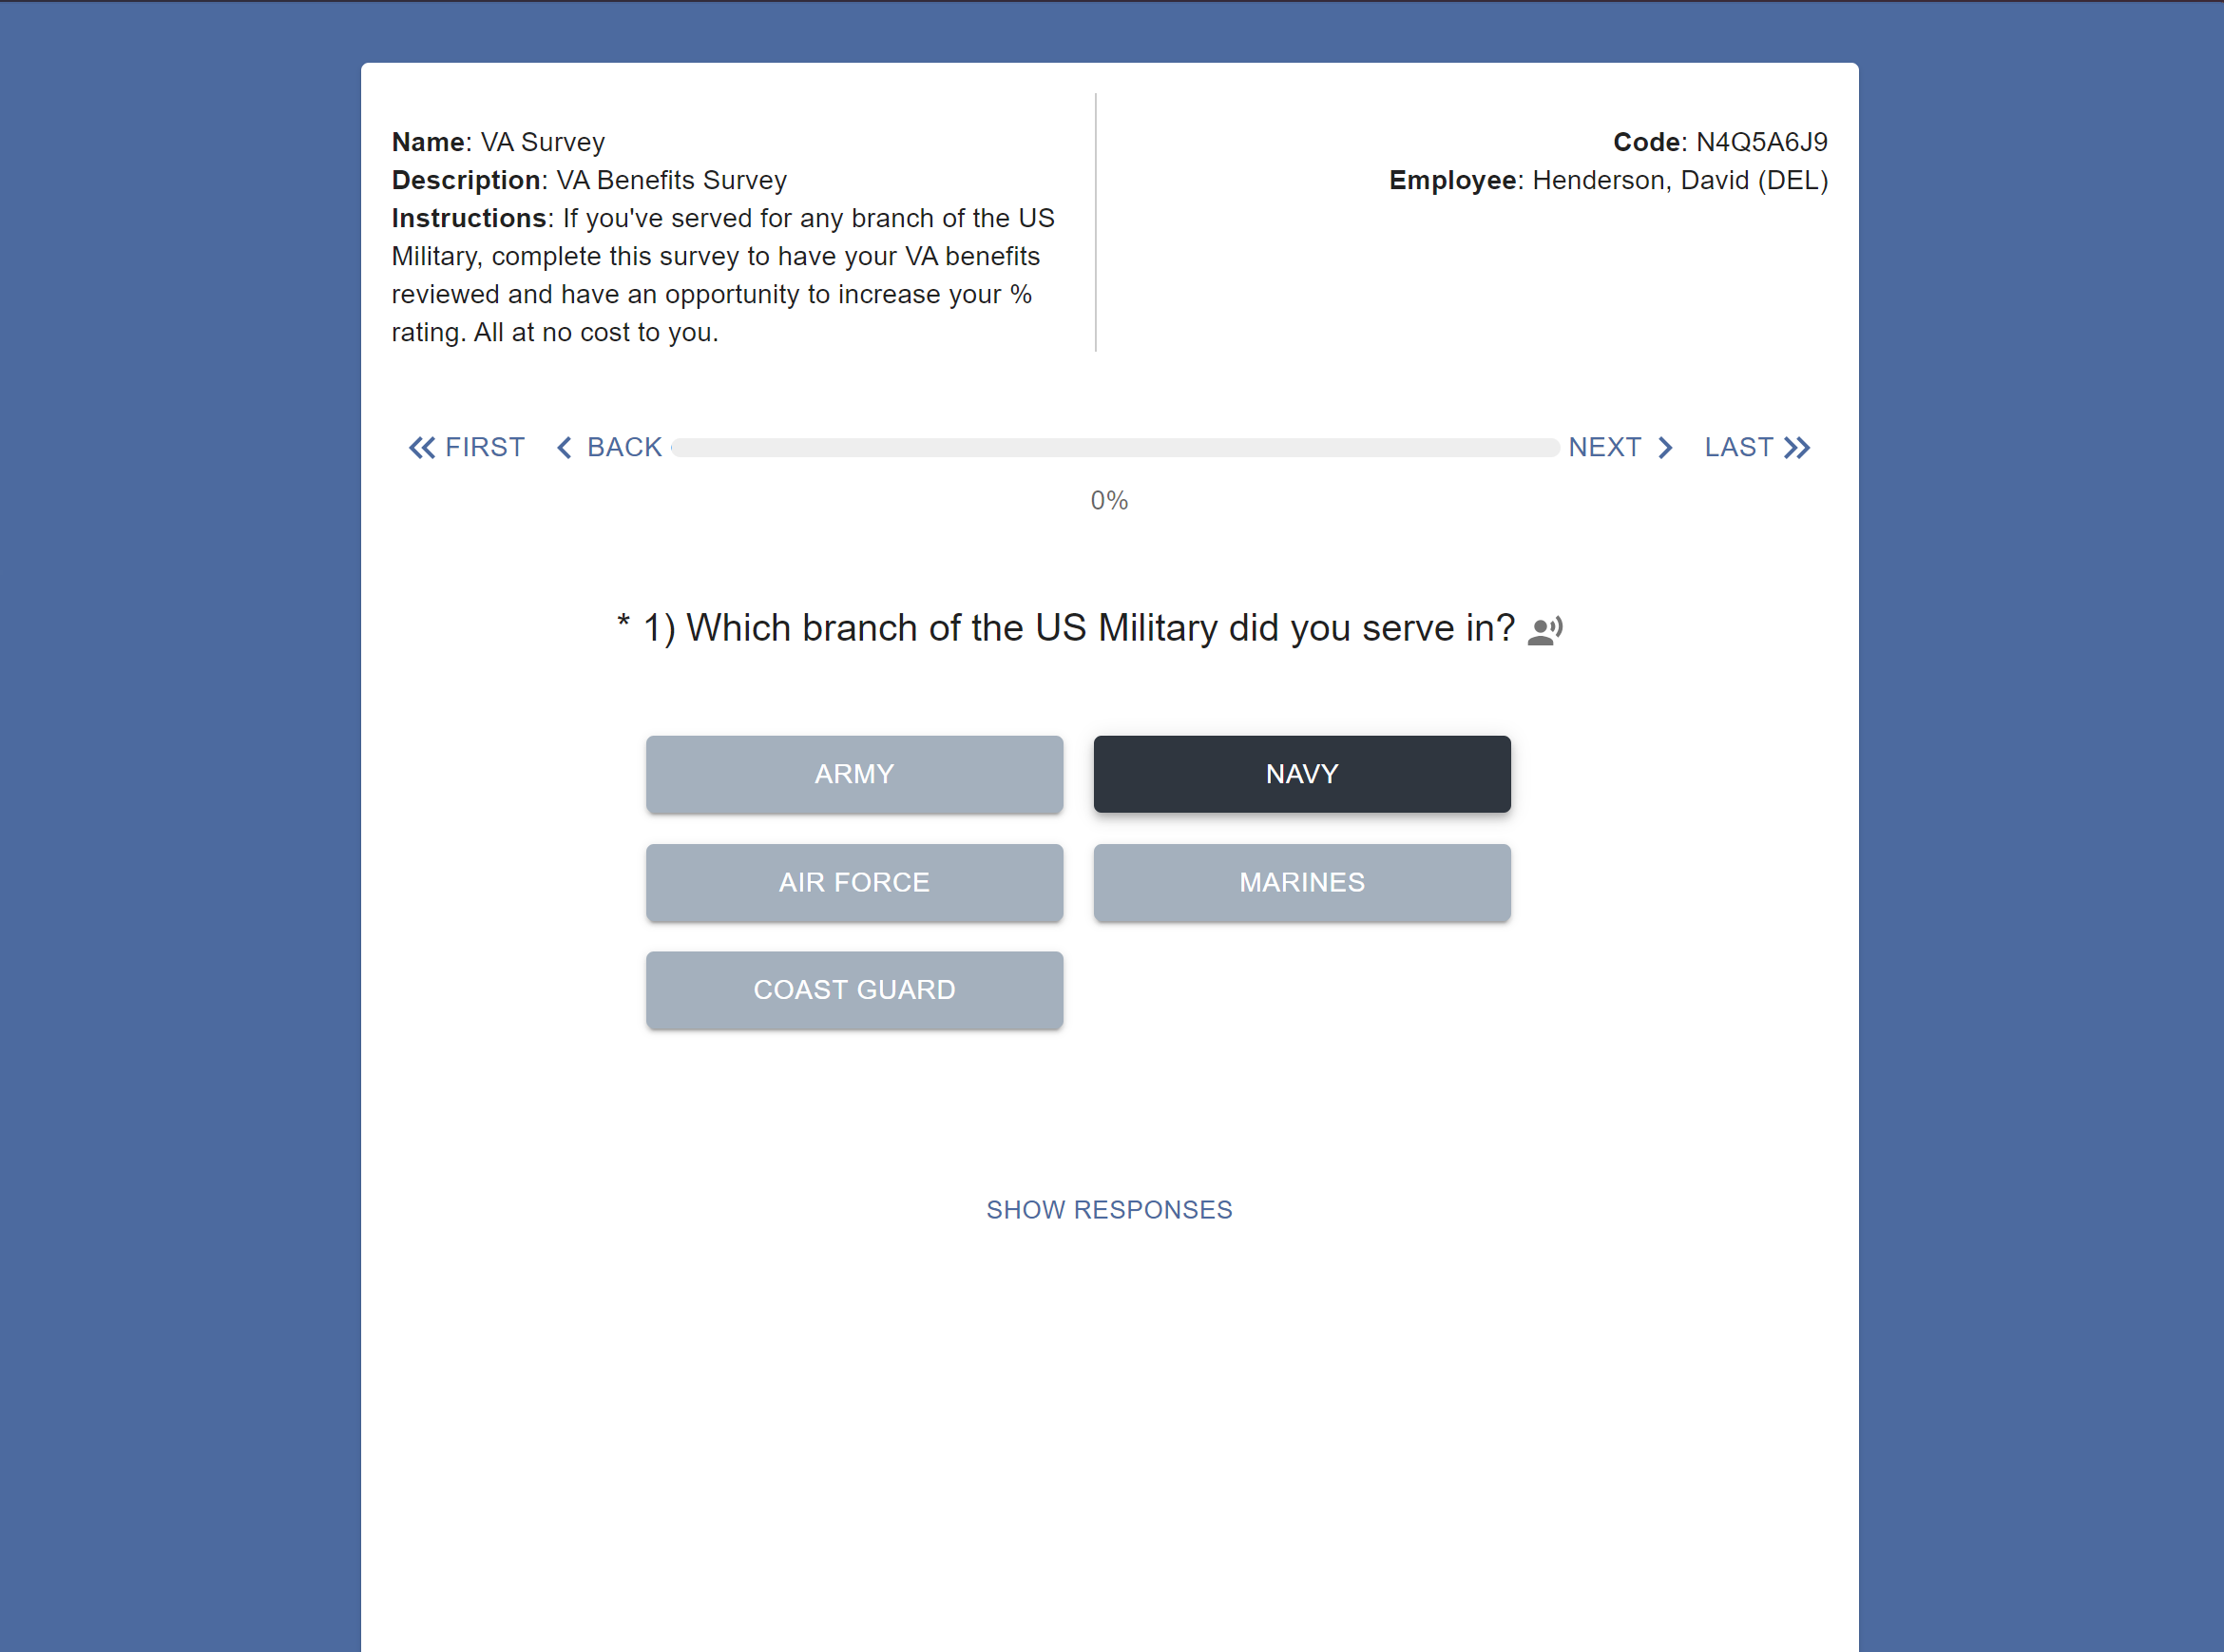 Name: VA Survey
Description: VA Benefits Survey
Instructions: If you've served for any branch of the US
Military, complete this survey to have your VA benefits
reviewed and have an opportunity to increase your %
rating. All at no cost to you.
Code: N4Q5A6J9
Employee: Henderson, David (DEL)
FIRST BACK NEXT LAST
0%
* 1) Which branch of the US Military did you serve in?
ARMY NAVY
AIR FORCE MARINES
COAST GUARD
SHOW RESPONSES